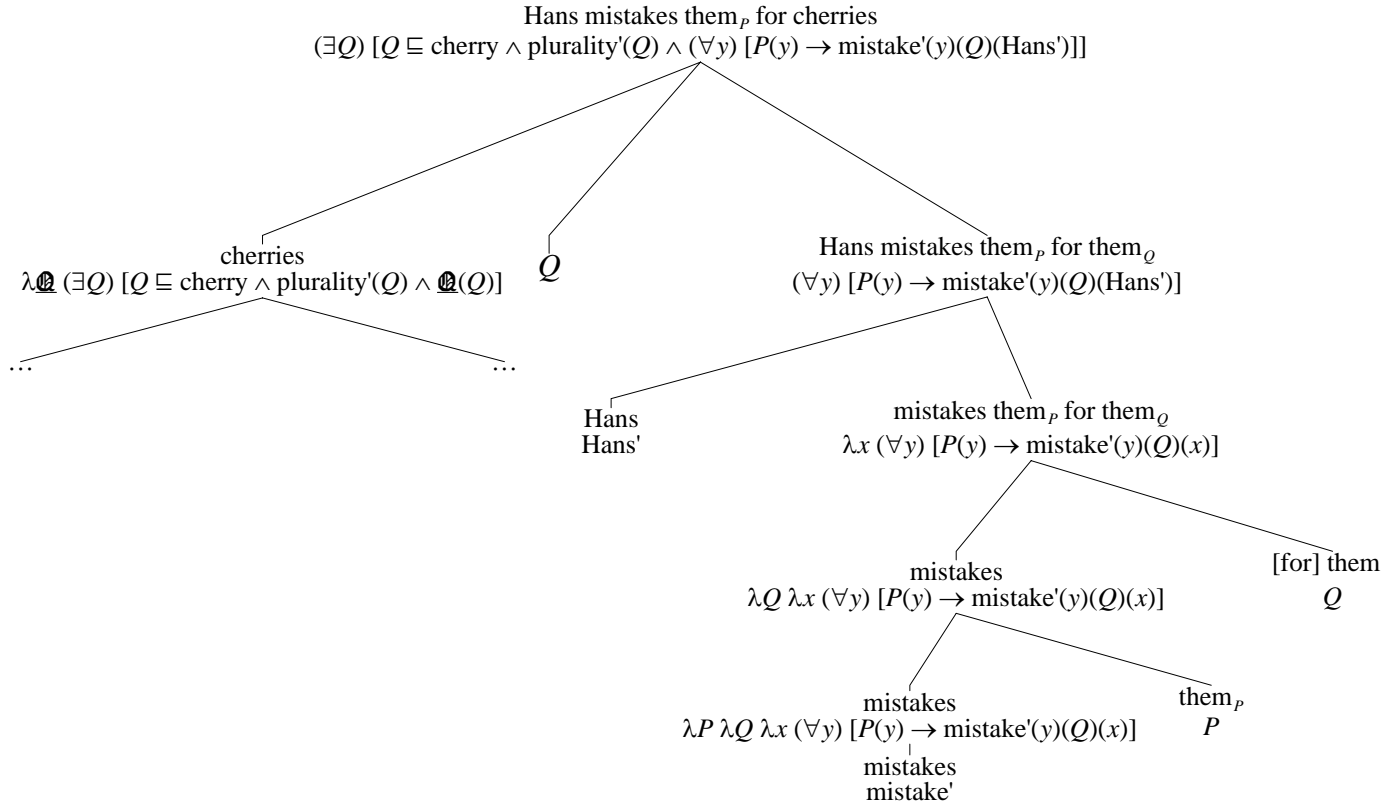 Hans mistakes them_P for cherries
(∃Q) [Q ⊑ cherry ∧ plurality'(Q) ∧ (∀y) [P(y) → mistake'(y)(Q)(Hans')]]
cherries
λ (∃Q) [Q ⊑ cherry ∧ plurality'(Q) ∧ (Q)]
Q
Hans mistakes them_P for them_Q
(∀y) [P(y) → mistake'(y)(Q)(Hans')]
…
…
Hans
Hans'
mistakes them_P for them_Q
λx (∀y) [P(y) → mistake'(y)(Q)(x)]
mistakes
λQ λx (∀y) [P(y) → mistake'(y)(Q)(x)]
[for] them
Q
mistakes
λP λQ λx (∀y) [P(y) → mistake'(y)(Q)(x)]
them_P
P
mistakes
mistake'